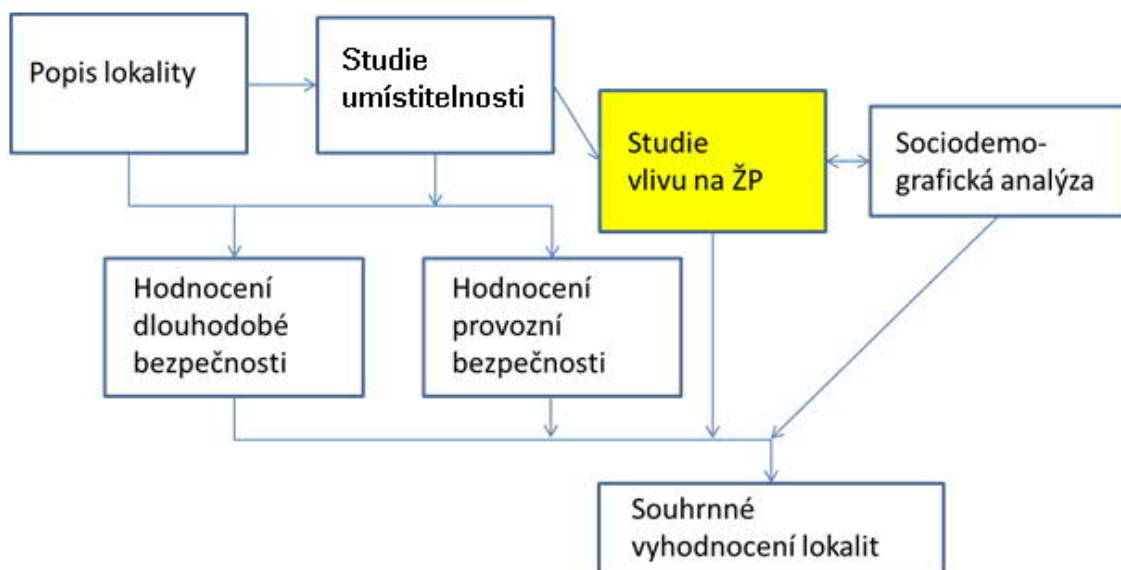 Popis lokality
Studie
umístitelnosti
Studie
vlivu na ŽP
Sociodemo-
grafická analýza
Hodnocení
dlouhodobé
bezpečnosti
Hodnocení
provozní
bezpečnosti
Souhrnné
vyhodnocení lokalit